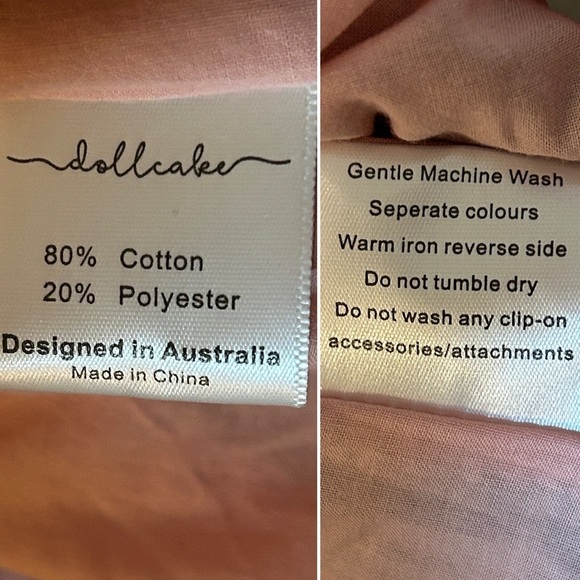 dollcake
80% Cotton
20% Polyester
Designed in Australia
Made in China
Gentle Machine Wash
Seperate colours
Warm iron reverse side
Do not tumble dry
Do not wash any clip-on
accessories/attachments